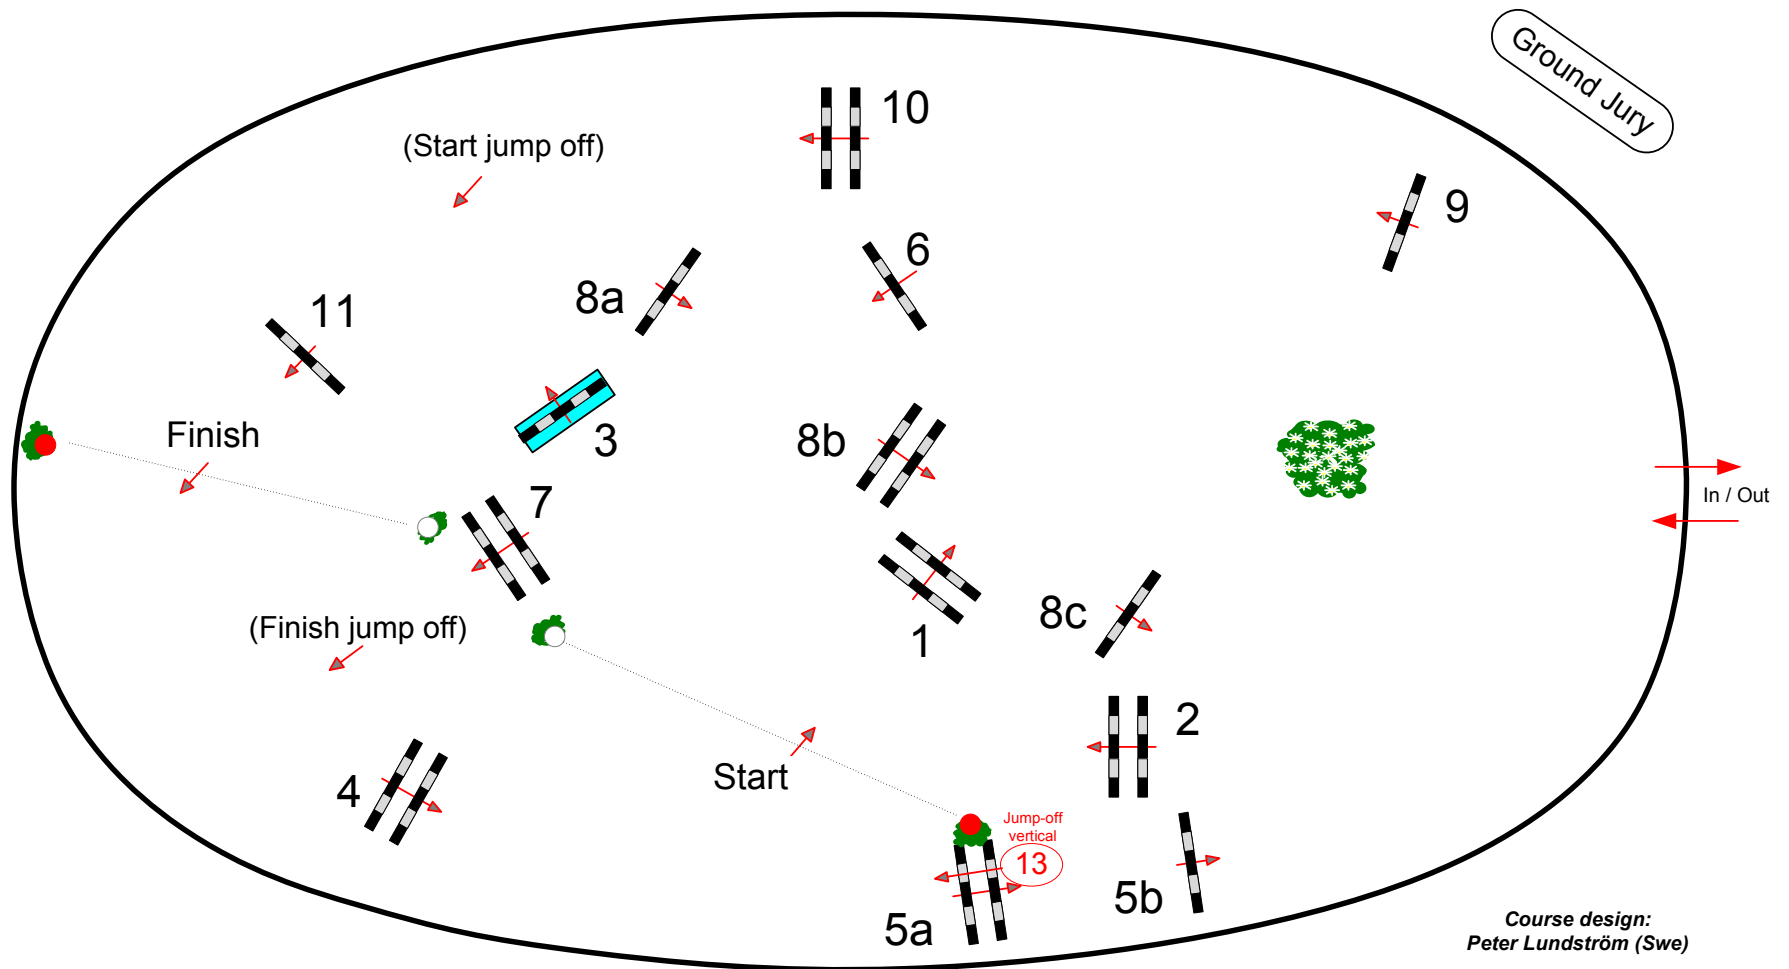 Ground Jury
10
(Start jump off)
9
6
8a
11
3
Finish
8b
7
In / Out
8c
1
(Finish jump off)
2
Start
4
Jump-off
vertical
13
5b
5a
Course design:
Peter Lundström (Swe)